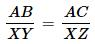 AB/XY = AC/XZ